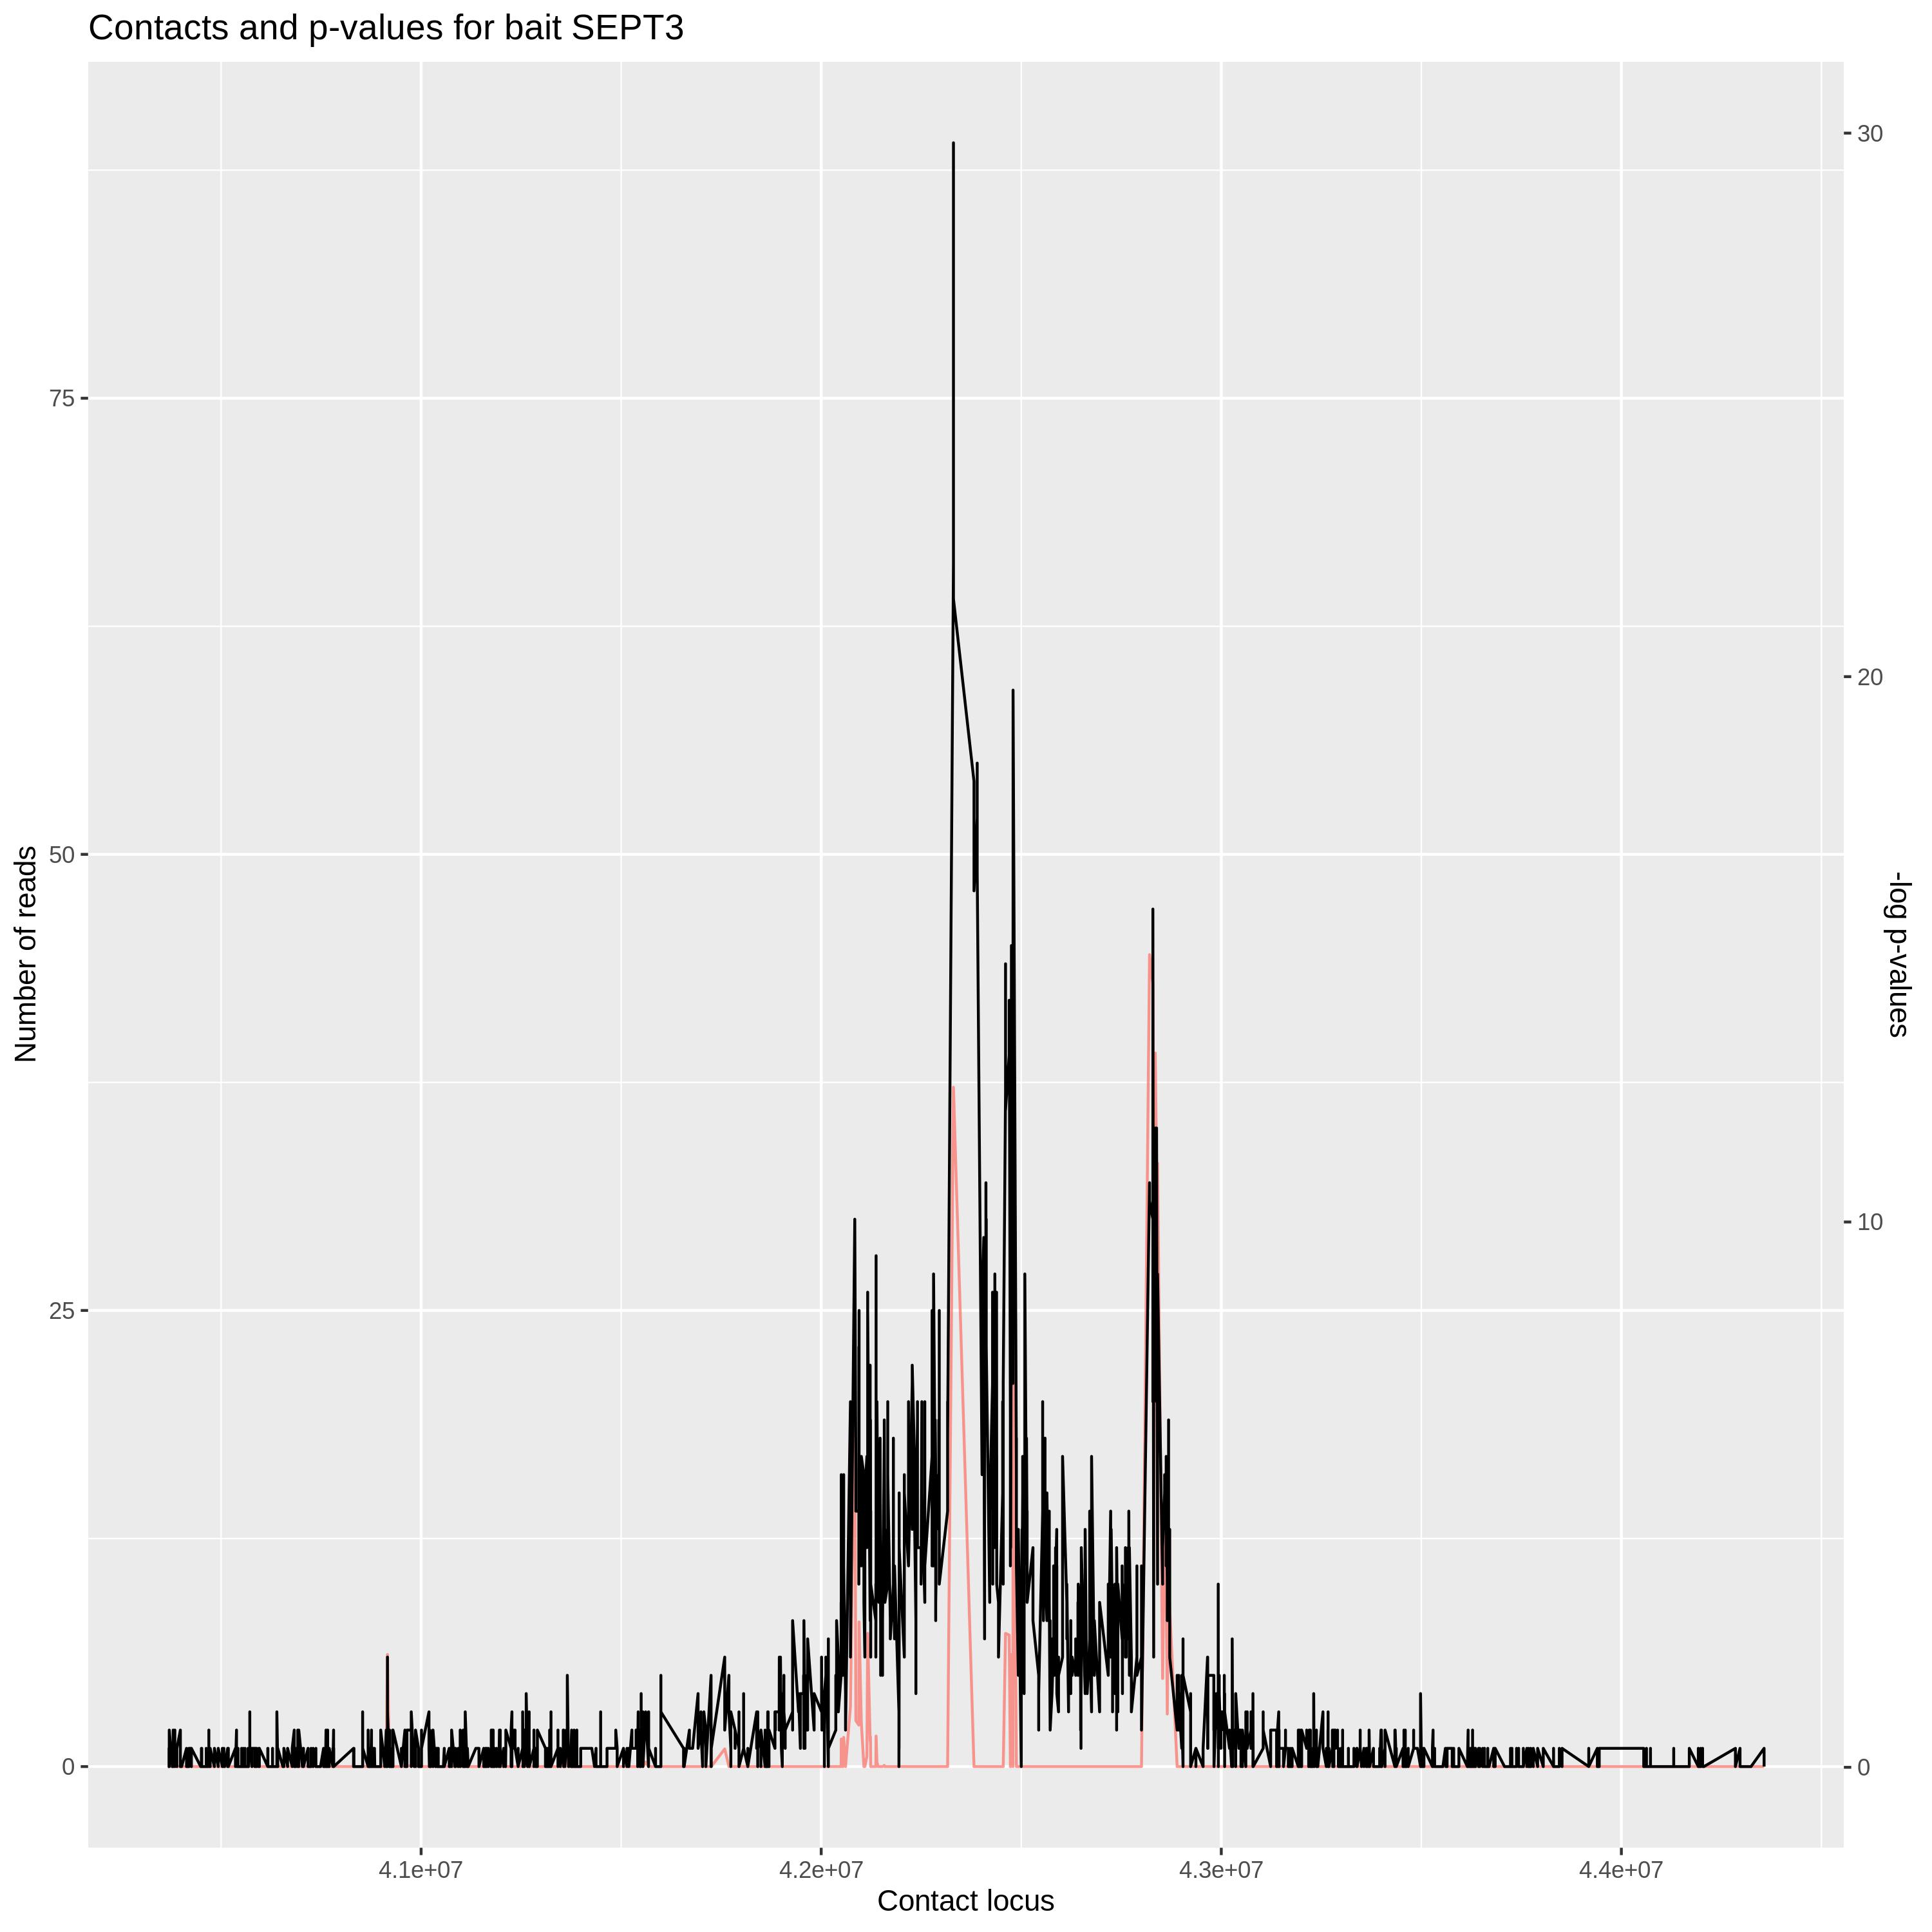 Contacts and p-values for bait SEPT3
30
75
20
50
Number of reads
-log p-values
10
25
0
0
4.1e+07
4.2e+07
4.3e+07
4.4e+07
Contact locus